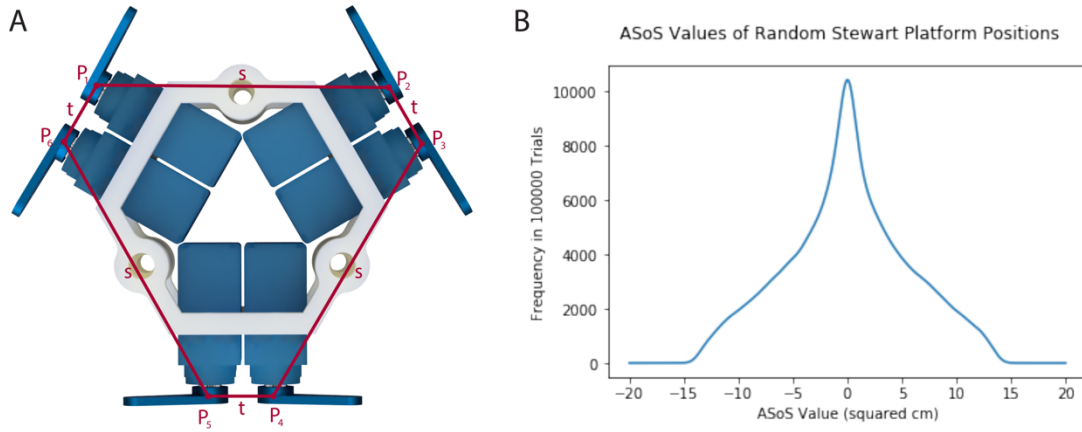 A
P1
s
P2
t
t
P6
P3
s
s
t
P5
P4
B
ASoS Values of Random Stewart Platform Positions
Frequency in 100000 Trials
10000
8000
6000
4000
2000
0
−20
−15
−10
−5
0
5
10
15
20
ASoS Value (squared cm)